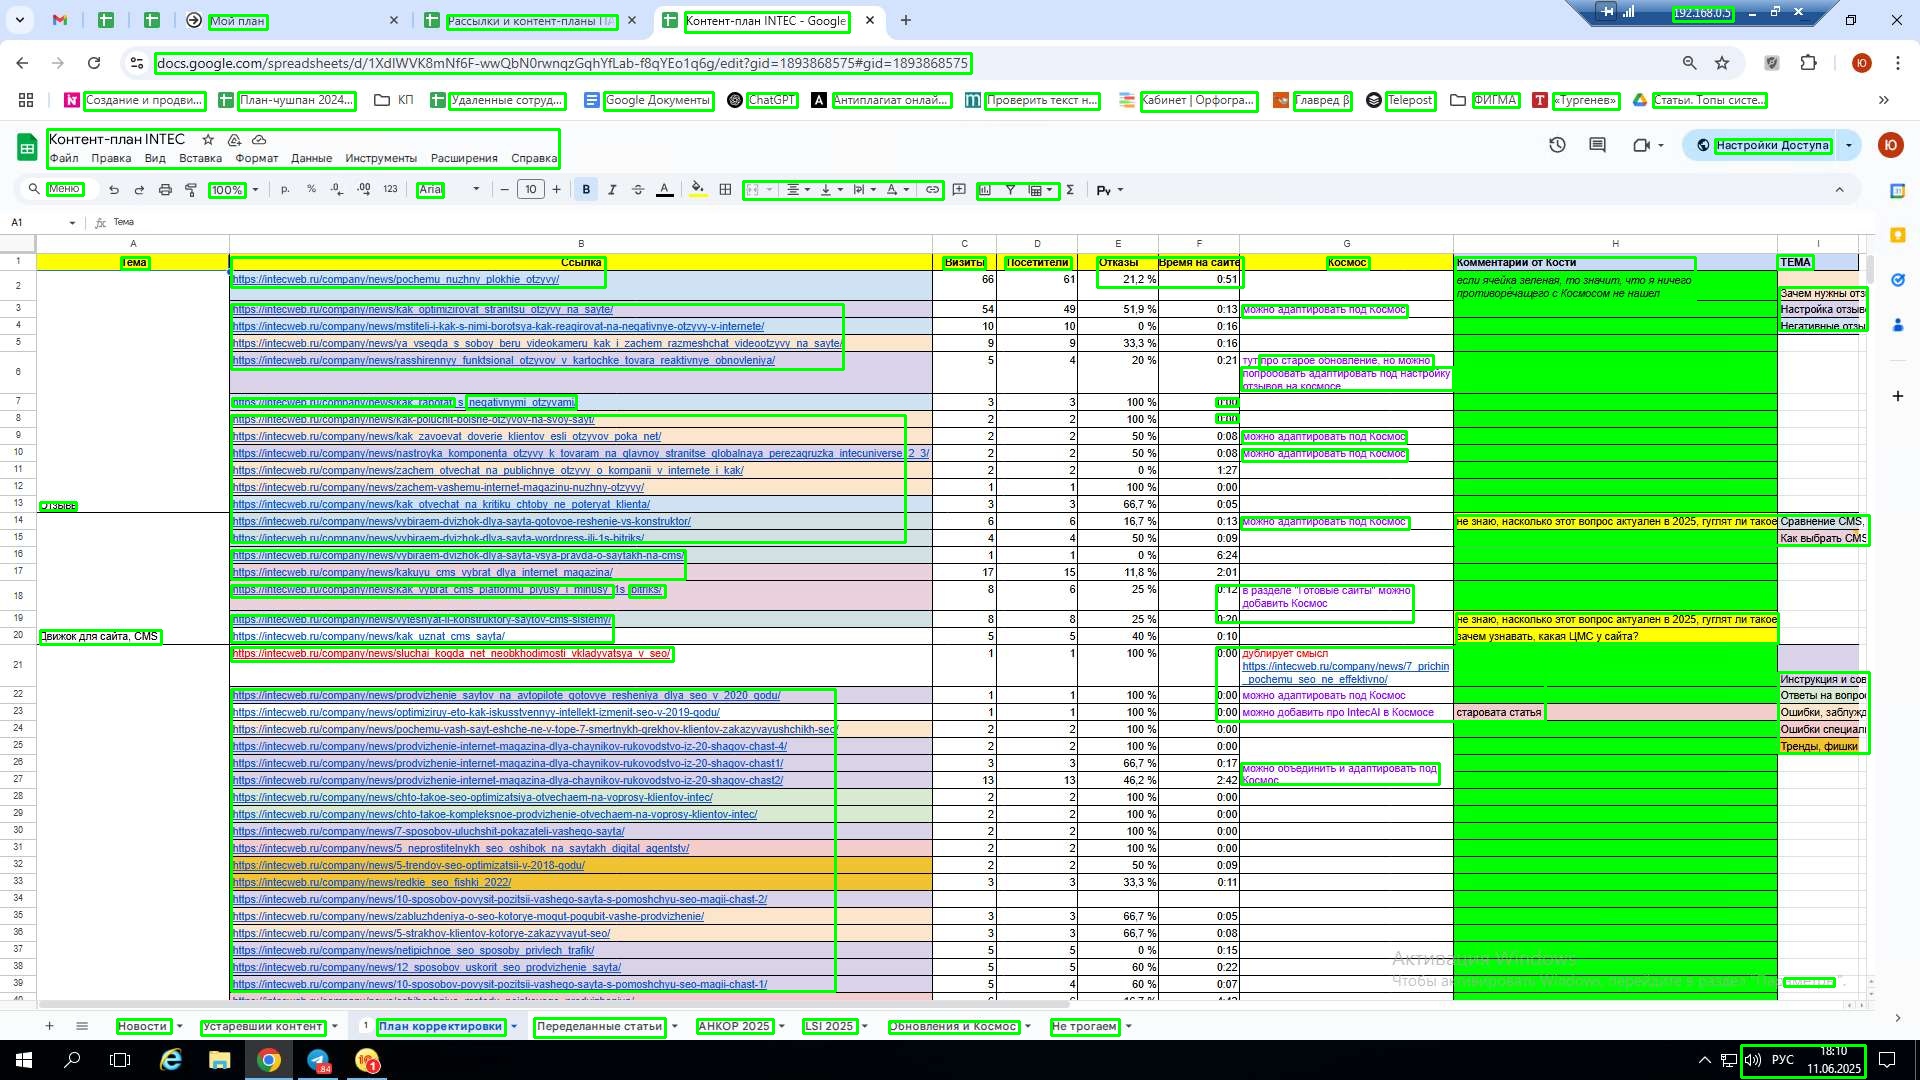 Мой план
Рассылки и контент-планы ПА
Контент-план INTEC - Google
192.168.0.5
docs.google.com/spreadsheets/d/1XdIWVK8mNf6F-wwQbN0rwnqzGqhYfLab-f8qYEo1q6g/edit?gid=1893868575#gid=1893868575
Создание и продви... План-чушпан 2024... КП Удаленные сотруд... Google Документы ChatGPT Антиплагиат онлай... Проверить текст н... Кабинет | Орфогра... Главред β Telepost ФИГМА «Тургенев» Статьи. Топы систе...
Контент-план INTEC
Файл Правка Вид Вставка Формат Данные Инструменты Расширения Справка
Настройки Доступа
Меню 100% р. % .0 .00 123 Aria 10
A1 Тема
A B C D E F G H I
1 Тема Ссылка Визиты Посетители Отказы Время на сайте Космос Комментарии от Кости ТЕМА
2 https://intecweb.ru/company/news/pochemu_nuzhny_plokhie_otzyvy/ 66 61 21,2 % 0:51 если ячейка зеленая, то значит, что я ничего
противоречащего с Космосом не нашел Зачем нужны отз
3 https://intecweb.ru/company/news/kak_optimizirovat_stranitsu_otzyvy_na_sayte/ 54 49 51,9 % 0:13 можно адаптировать под Космос Настройка отзыв
4 https://intecweb.ru/company/news/mstiteli-i-kak-s-nimi-borotsya-kak-reagirovat-na-negativnye-otzyvy-v-internete/ 10 10 0 % 0:16 Негативные отзы
5 https://intecweb.ru/company/news/ya_vsegda_s_soboy_beru_videokameru_kak_i_zachem_razmeshchat_videootzyvy_na_sayte/ 9 9 33,3 % 0:16
6 https://intecweb.ru/company/news/rasshirennyy_funktsional_otzyvov_v_kartochke_tovara_reaktivnye_obnovleniya/ 5 4 20 % 0:21 тут про старое обновление, но можно
попробовать адаптировать под настройку
отзывов на космосе
7 https://intecweb.ru/company/news/kak_rabotat_s_negativnymi_otzyvami/ 3 3 100 % 0:00
8 https://intecweb.ru/company/news/kak-poluchit-bolshe-otzyvov-na-svoy-sayt/ 2 2 100 % 0:00
9 https://intecweb.ru/company/news/kak_zavoevat_doverie_klientov_esli_otzyvov_poka_net/ 2 2 50 % 0:08 можно адаптировать под Космос
10 https://intecweb.ru/company/news/nastroyka_komponenta_otzyvy_k_tovaram_na_glavnoy_stranitse_globalnaya_perezagruzka_intecuniverse_2_3/ 2 2 50 % 0:08 можно адаптировать под Космос
11 https://intecweb.ru/company/news/zachem_otvechat_na_publichnye_otzyvy_o_kompanii_v_internete_i_kak/ 2 2 0 % 1:27
12 https://intecweb.ru/company/news/zachem-vashemu-internet-magazinu-nuzhny-otzyvy/ 1 1 100 % 0:00
13 Отзывы https://intecweb.ru/company/news/kak_otvechat_na_kritiku_chtoby_ne_poteryat_klienta/ 3 3 66,7 % 0:05
14 https://intecweb.ru/company/news/vybiraem-dvizhok-dlya-sayta-gotovoe-reshenie-vs-konstruktor/ 6 6 16,7 % 0:13 можно адаптировать под Космос не знаю, насколько этот вопрос актуален в 2025, гуглят ли такое Сравнение CMS,
15 https://intecweb.ru/company/news/vybiraem-dvizhok-dlya-sayta-wordpress-ili-1s-bitriks/ 4 4 50 % 0:09 Как выбрать CMS
16 https://intecweb.ru/company/news/vybiraem-dvizhok-dlya-sayta-vsya-pravda-o-saytakh-na-cms/ 1 1 0 % 6:24
17 https://intecweb.ru/company/news/kakuyu_cms_vybrat_dlya_internet_magazina/ 17 15 11,8 % 2:01
18 https://intecweb.ru/company/news/kak_vybrat_cms_platformu_plyusy_i_minusy_1s_bitriks/ 8 6 25 % 0:12 в разделе "Готовые сайты" можно
добавить Космос
19 https://intecweb.ru/company/news/vytesnyat-li-konstruktory-saytov-cms-sistemy/ 8 8 25 % 0:20 не знаю, насколько этот вопрос актуален в 2025, гуглят ли такое
20 Движок для сайта, CMS https://intecweb.ru/company/news/kak_uznat_cms_sayta/ 5 5 40 % 0:10 зачем узнавать, какая ЦМС у сайта?
21 https://intecweb.ru/company/news/sluchai_kogda_net_neobkhodimosti_vkladyvatsya_v_seo/ 1 1 100 % 0:00 дублирует смысл
https://intecweb.ru/company/news/7_prichin
_pochemu_seo_ne_effektivno/ Инструкция и сов
22 https://intecweb.ru/company/news/prodvizhenie_saytov_na_avtopilote_gotovye_resheniya_dlya_seo_v_2020_godu/ 1 1 100 % 0:00 можно адаптировать под Космос Ответы на вопро
23 https://intecweb.ru/company/news/optimiziruy-eto-kak-iskusstvennyy-intellekt-izmenit-seo-v-2019-godu/ 1 1 100 % 0:00 можно добавить про IntecAI в Космосе старовата статья Ошибки, заблужд
24 https://intecweb.ru/company/news/pochemu-vash-sayt-eshche-ne-v-tope-7-smertnykh-grekhov-klientov-zakazyvayushchikh-seo/ 2 2 100 % 0:00 Ошибки специал
25 https://intecweb.ru/company/news/prodvizhenie-internet-magazina-dlya-chaynikov-rukovodstvo-iz-20-shagov-chast-4/ 2 2 100 % 0:00 Тренды, фишки
26 https://intecweb.ru/company/news/prodvizhenie-internet-magazina-dlya-chaynikov-rukovodstvo-iz-20-shagov-chast1/ 3 3 66,7 % 0:17
27 https://intecweb.ru/company/news/prodvizhenie-internet-magazina-dlya-chaynikov-rukovodstvo-iz-20-shagov-chast2/ 13 13 46,2 % 2:42 можно объединить и адаптировать под
Космос
28 https://intecweb.ru/company/news/chto-takoe-seo-optimizatsiya-otvechaem-na-voprosy-klientov-intec/ 2 2 100 % 0:00
29 https://intecweb.ru/company/news/chto-takoe-kompleksnoe-prodvizhenie-otvechaem-na-voprosy-klientov-intec/ 2 2 100 % 0:00
30 https://intecweb.ru/company/news/7-sposobov-uluchshit-pokazateli-vashego-sayta/ 2 2 100 % 0:00
31 https://intecweb.ru/company/news/5_neprostitelnykh_seo_oshibok_na_saytakh_digital_agentstv/ 2 2 100 % 0:00
32 https://intecweb.ru/company/news/5-trendov-seo-optimizatsii-v-2018-godu/ 2 2 50 % 0:09
33 https://intecweb.ru/company/news/redkie_seo_fishki_2022/ 3 3 33,3 % 0:11
34 https://intecweb.ru/company/news/10-sposobov-povysit-pozitsii-vashego-sayta-s-pomoshchyu-seo-magii-chast-2/
35 https://intecweb.ru/company/news/zabluzhdeniya-o-seo-kotorye-mogut-pogubit-vashe-prodvizhenie/ 3 3 66,7 % 0:05
36 https://intecweb.ru/company/news/5-strakhov-klientov-kotorye-zakazyvayut-seo/ 3 3 66,7 % 0:08
37 https://intecweb.ru/company/news/netipichnoe_seo_sposoby_privlech_trafik/ 5 5 0 % 0:15
38 https://intecweb.ru/company/news/12_sposobov_uskorit_seo_prodvizhenie_sayta/ 5 5 60 % 0:22
39 https://intecweb.ru/company/news/10-sposobov-povysit-pozitsii-vashego-sayta-s-pomoshchyu-seo-magii-chast-1/ 5 4 60 % 0:07
Активация Windows
Чтобы активировать Windows, перейдите в раздел
Новости Устаревший контент 1 План корректировки Переделанные статьи АНКОР 2025 LSI 2025 Обновления и Космос Не трогаем
84 1 РУС 18:10
11.06.2025